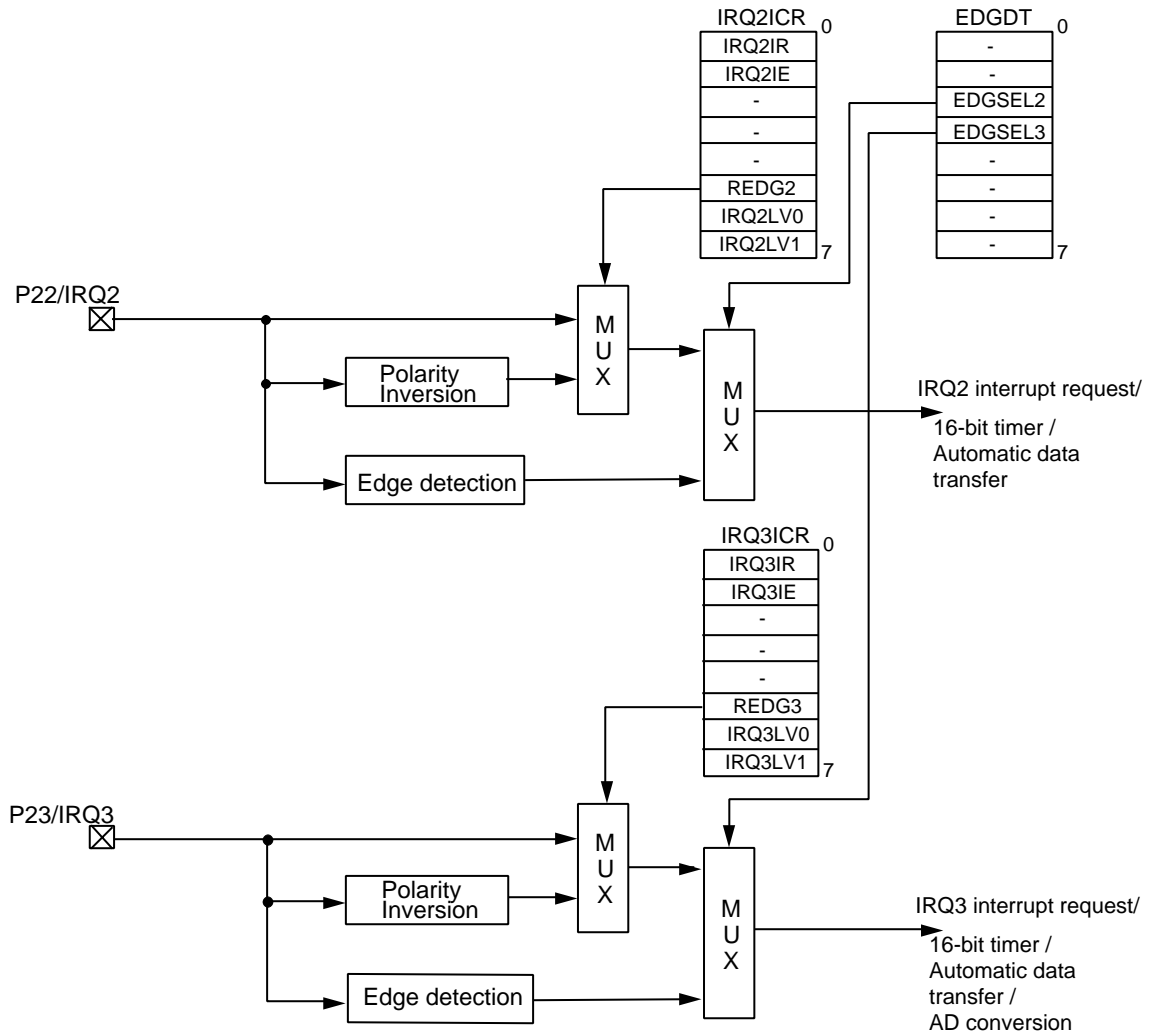 IRQ2ICR
0
IRQ2IR
IRQ2IE
-
-
-
REDG2
IRQ2LV0
IRQ2LV1
7
EDGDT
0
-
-
EDGSEL2
EDGSEL3
-
-
-
-
7
P22/IRQ2
Polarity
Inversion
Edge detection
M
U
X
M
U
X
IRQ2 interrupt request/
16-bit timer /
Automatic data
transfer
IRQ3ICR
0
IRQ3IR
IRQ3IE
-
-
-
REDG3
IRQ3LV0
IRQ3LV1
7
P23/IRQ3
Polarity
Inversion
Edge detection
M
U
X
M
U
X
IRQ3 interrupt request/
16-bit timer /
Automatic data
transfer /
AD conversion